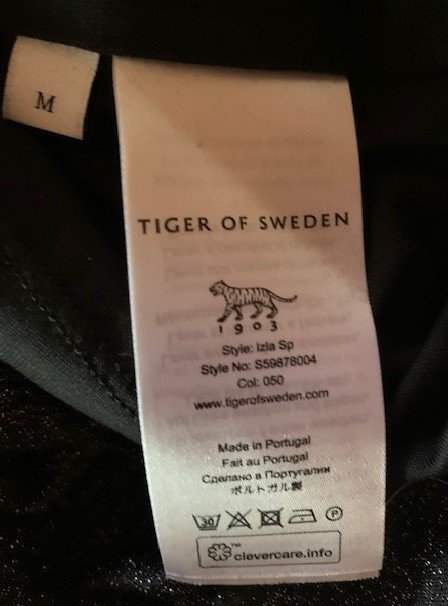 M
TIGER OF SWEDEN
1903
Style: Izla Sp
Style No: S59878004
Col: 050
www.tigerofsweden.com
Made in Portugal
Fait au Portugal
Сделано в Португалии
ポルトガル製
30 P
clevercare.info™